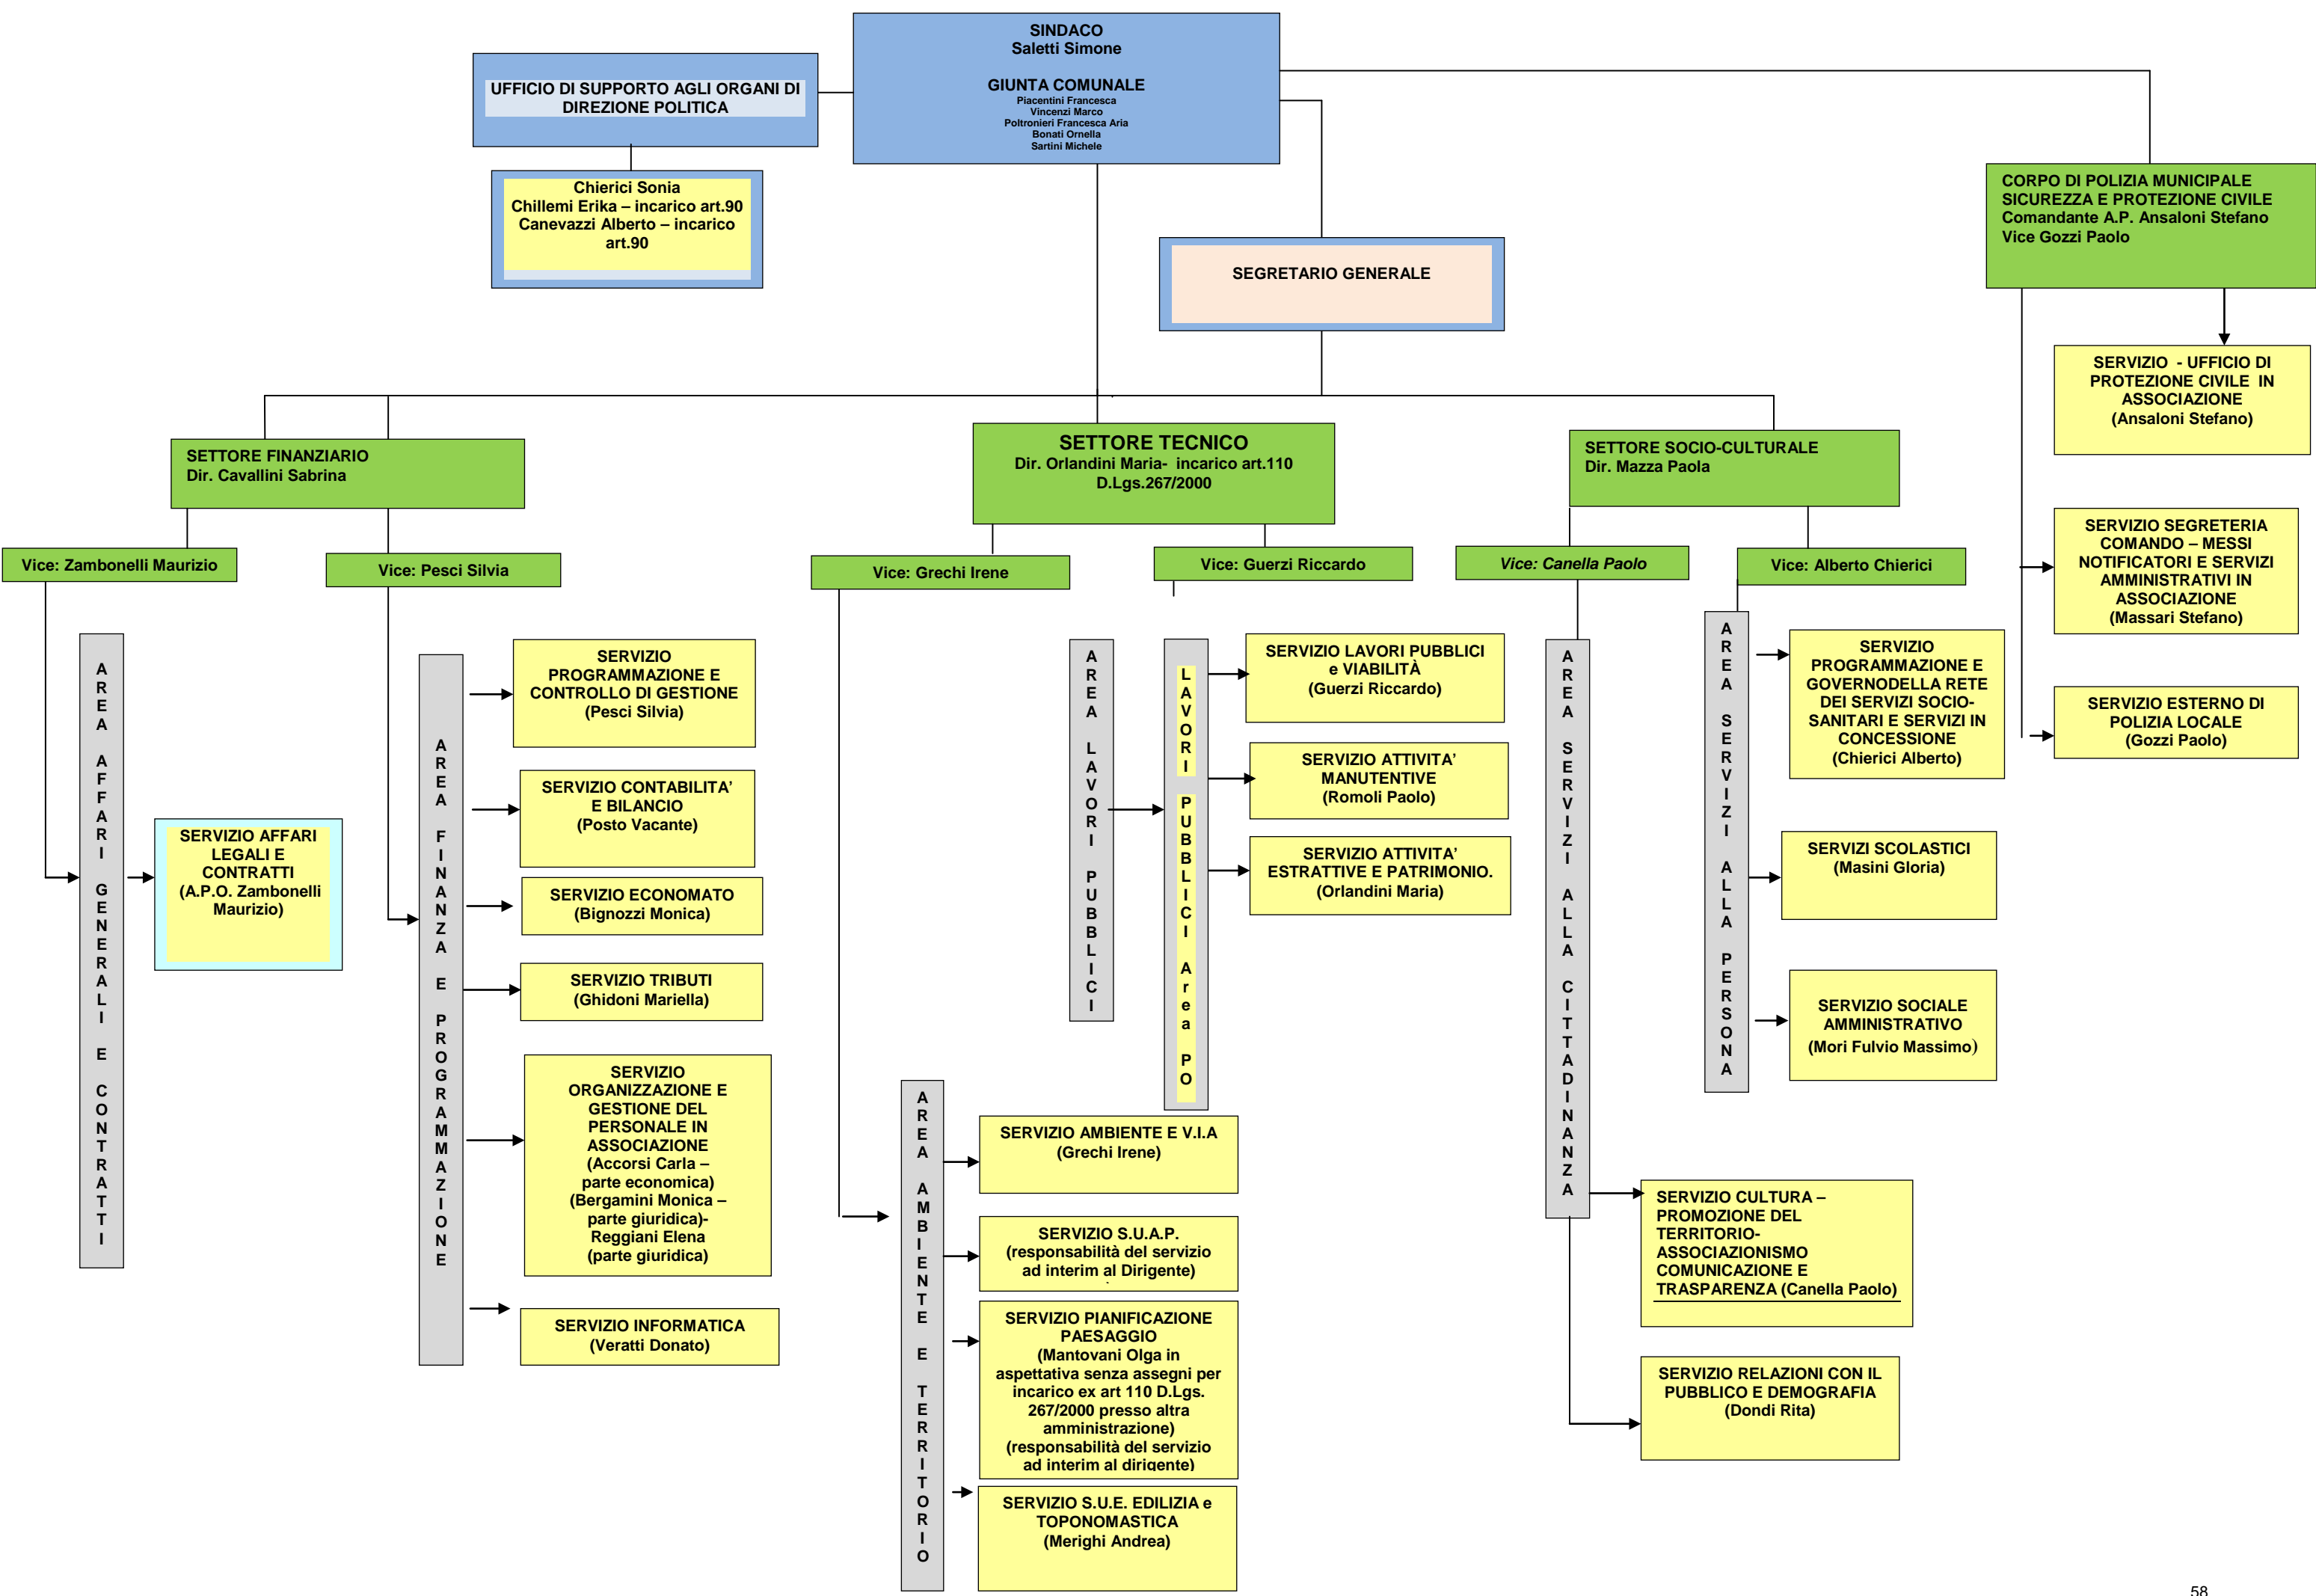 SINDACO
Saletti Simone
GIUNTA COMUNALE
Piacentini Francesca
Vincenzi Marco
Poltronieri Francesca Aria
Bonati Ornella
Sartini Michele
UFFICIO DI SUPPORTO AGLI ORGANI DI
DIREZIONE POLITICA
Chierici Sonia
Chillemi Erika – incarico art.90
Canevazzi Alberto – incarico
art.90
SEGRETARIO GENERALE
CORPO DI POLIZIA MUNICIPALE
SICUREZZA E PROTEZIONE CIVILE
Comandante A.P. Ansaloni Stefano
Vice Gozzi Paolo
SERVIZIO - UFFICIO DI
PROTEZIONE CIVILE IN
ASSOCIAZIONE
(Ansaloni Stefano)
SERVIZIO SEGRETERIA
COMANDO – MESSI
NOTIFICATORI E SERVIZI
AMMINISTRATIVI IN
ASSOCIAZIONE
(Massari Stefano)
SERVIZIO ESTERNO DI
POLIZIA LOCALE
(Gozzi Paolo)
SETTORE FINANZIARIO
Dir. Cavallini Sabrina
Vice: Zambonelli Maurizio
AREA AFFARI GENERALI E CONTRATTI
SERVIZIO AFFARI
LEGALI E
CONTRATTI
(A.P.O. Zambonelli
Maurizio)
Vice: Pesci Silvia
AREA FINANZA E PROGRAMMAZIONE
SERVIZIO
PROGRAMMAZIONE E
CONTROLLO DI GESTIONE
(Pesci Silvia)
SERVIZIO CONTABILITA’
E BILANCIO
(Posto Vacante)
SERVIZIO ECONOMATO
(Bignozzi Monica)
SERVIZIO TRIBUTI
(Ghidoni Mariella)
SERVIZIO
ORGANIZZAZIONE E
GESTIONE DEL
PERSONALE IN
ASSOCIAZIONE
(Accorsi Carla –
parte economica)
(Bergamini Monica –
parte giuridica)-
Reggiani Elena
(parte giuridica)
SERVIZIO INFORMATICA
(Veratti Donato)
SETTORE TECNICO
Dir. Orlandini Maria- incarico art.110
D.Lgs.267/2000
Vice: Grechi Irene
AREA AMBIENTE E TERRITORIO
SERVIZIO AMBIENTE E V.I.A
(Grechi Irene)
SERVIZIO S.U.A.P.
(responsabilità del servizio
ad interim al Dirigente)
SERVIZIO PIANIFICAZIONE
PAESAGGIO
(Mantovani Olga in
aspettativa senza assegni per
incarico ex art 110 D.Lgs.
267/2000 presso altra
amministrazione)
(responsabilità del servizio
ad interim al dirigente)
SERVIZIO S.U.E. EDILIZIA e
TOPONOMASTICA
(Merighi Andrea)
Vice: Guerzi Riccardo
AREA LAVORI PUBBLICI
LAVORI PUBBLICI Area PO
SERVIZIO LAVORI PUBBLICI
e VIABILITÀ
(Guerzi Riccardo)
SERVIZIO ATTIVITA’
MANUTENTIVE
(Romoli Paolo)
SERVIZIO ATTIVITA’
ESTRATTIVE E PATRIMONIO.
(Orlandini Maria)
SETTORE SOCIO-CULTURALE
Dir. Mazza Paola
Vice: Canella Paolo
AREA SERVIZI ALLA CITTADINANZA
SERVIZIO CULTURA –
PROMOZIONE DEL
TERRITORIO-
ASSOCIAZIONISMO
COMUNICAZIONE E
TRASPARENZA (Canella Paolo)
SERVIZIO RELAZIONI CON IL
PUBBLICO E DEMOGRAFIA
(Dondi Rita)
Vice: Alberto Chierici
AREA SERVIZI ALLA PERSONA
SERVIZIO
PROGRAMMAZIONE E
GOVERNODELLA RETE
DEI SERVIZI SOCIO-
SANITARI E SERVIZI IN
CONCESSIONE
(Chierici Alberto)
SERVIZI SCOLASTICI
(Masini Gloria)
SERVIZIO SOCIALE
AMMINISTRATIVO
(Mori Fulvio Massimo)
58